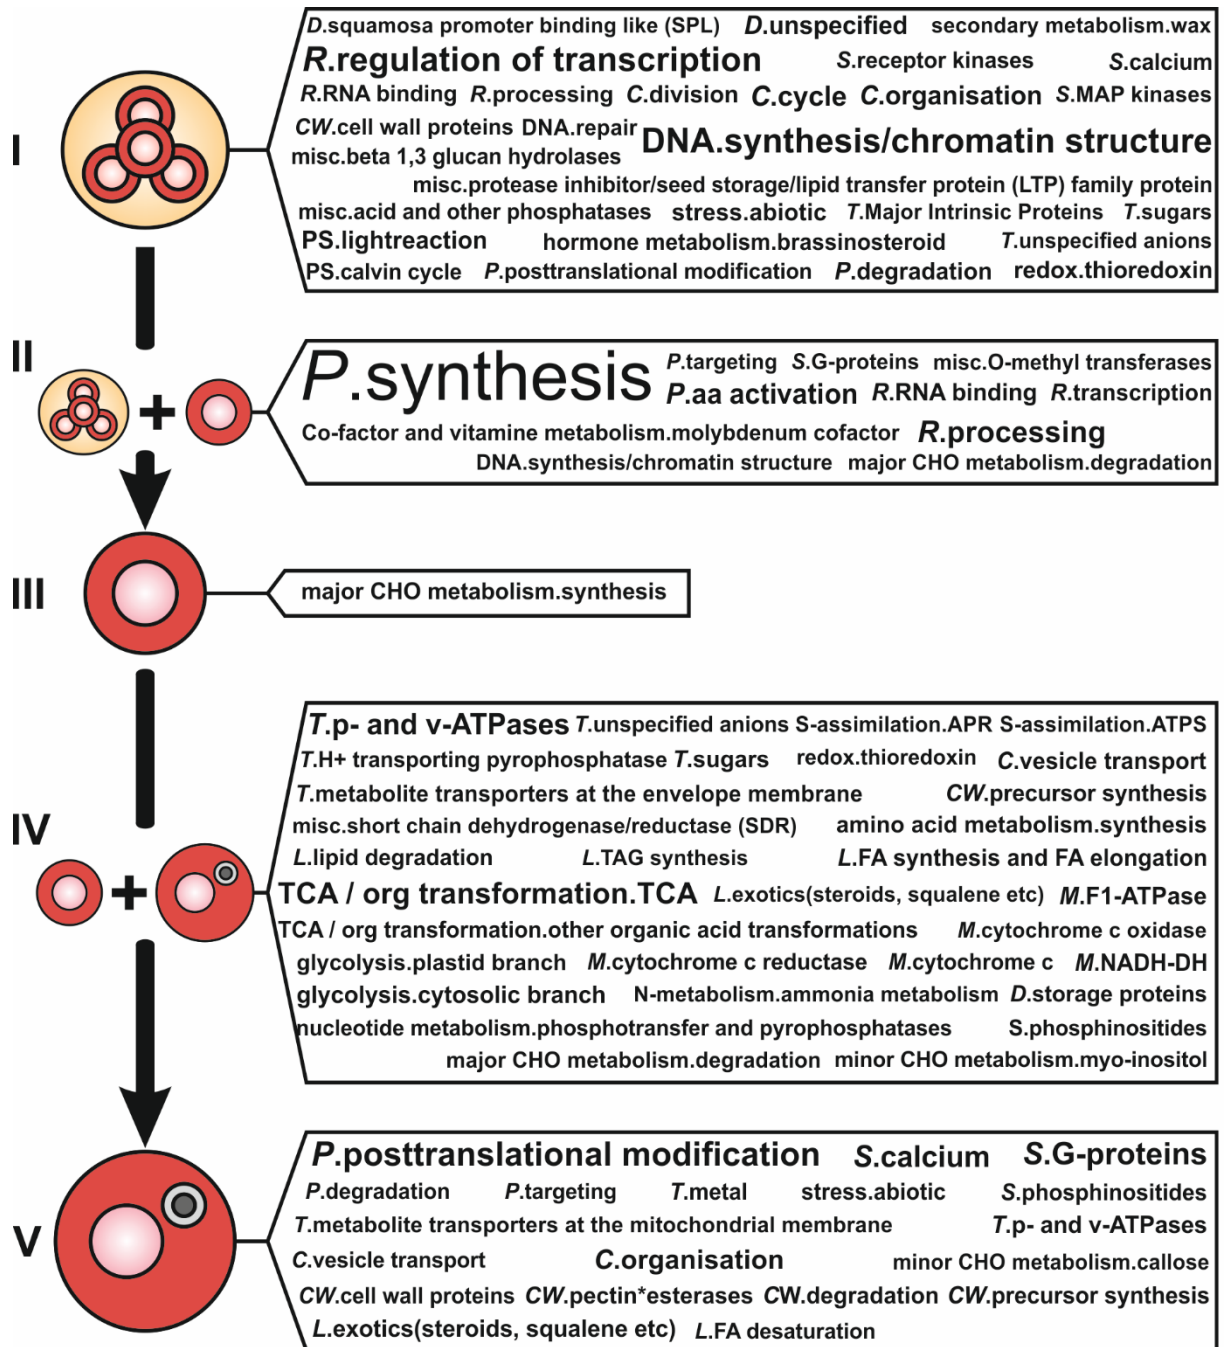 D.squamosa promoter binding like (SPL) D.unspecified secondary metabolism.wax
R.regulation of transcription S.receptor kinases S.calcium
R.RNA binding R.processing C.division C.cycle C.organisation S.MAP kinases
CW.cell wall proteins DNA.repair DNA.synthesis/chromatin structure
misc.beta 1,3 glucan hydrolases
I
misc.protease inhibitor/seed storage/lipid transfer protein (LTP) family protein
misc.acid and other phosphatases stress.abiotic T.Major Intrinsic Proteins T.sugars
PS.lightreaction hormone metabolism.brassinosteroid T.unspecified anions
PS.calvin cycle P.posttranslational modification P.degradation redox.thioredoxin
II
P.synthesis P.targeting S.G-proteins misc.O-methyl transferases
P.aa activation R.RNA binding R.transcription
+
Co-factor and vitamine metabolism.molybdenum cofactor R.processing
DNA.synthesis/chromatin structure major CHO metabolism.degradation
III
major CHO metabolism.synthesis
T.p- and v-ATPases T.unspecified anions S-assimilation.APR S-assimilation.ATPS
T.H+ transporting pyrophosphatase T.sugars redox.thioredoxin C.vesicle transport
T.metabolite transporters at the envelope membrane CW.precursor synthesis
IV
misc.short chain dehydrogenase/reductase (SDR) amino acid metabolism.synthesis
L.lipid degradation L.TAG synthesis L.FA synthesis and FA elongation
+
TCA / org transformation.TCA L.exotics(steroids, squalene etc) M.F1-ATPase
TCA / org transformation.other organic acid transformations M.cytochrome c oxidase
glycolysis.plastid branch M.cytochrome c reductase M.cytochrome c M.NADH-DH
glycolysis.cytosolic branch N-metabolism.ammonia metabolism D.storage proteins
nucleotide metabolism.phosphotransfer and pyrophosphatases S.phosphinositides
major CHO metabolism.degradation minor CHO metabolism.myo-inositol
P.posttranslational modification S.calcium S.G-proteins
P.degradation P.targeting T.metal stress.abiotic S.phosphinositides
T.metabolite transporters at the mitochondrial membrane T.p- and v-ATPases
V
C.vesicle transport C.organisation minor CHO metabolism.callose
CW.cell wall proteins CW.pectin*esterases CW.degradation CW.precursor synthesis
L.exotics(steroids, squalene etc) L.FA desaturation